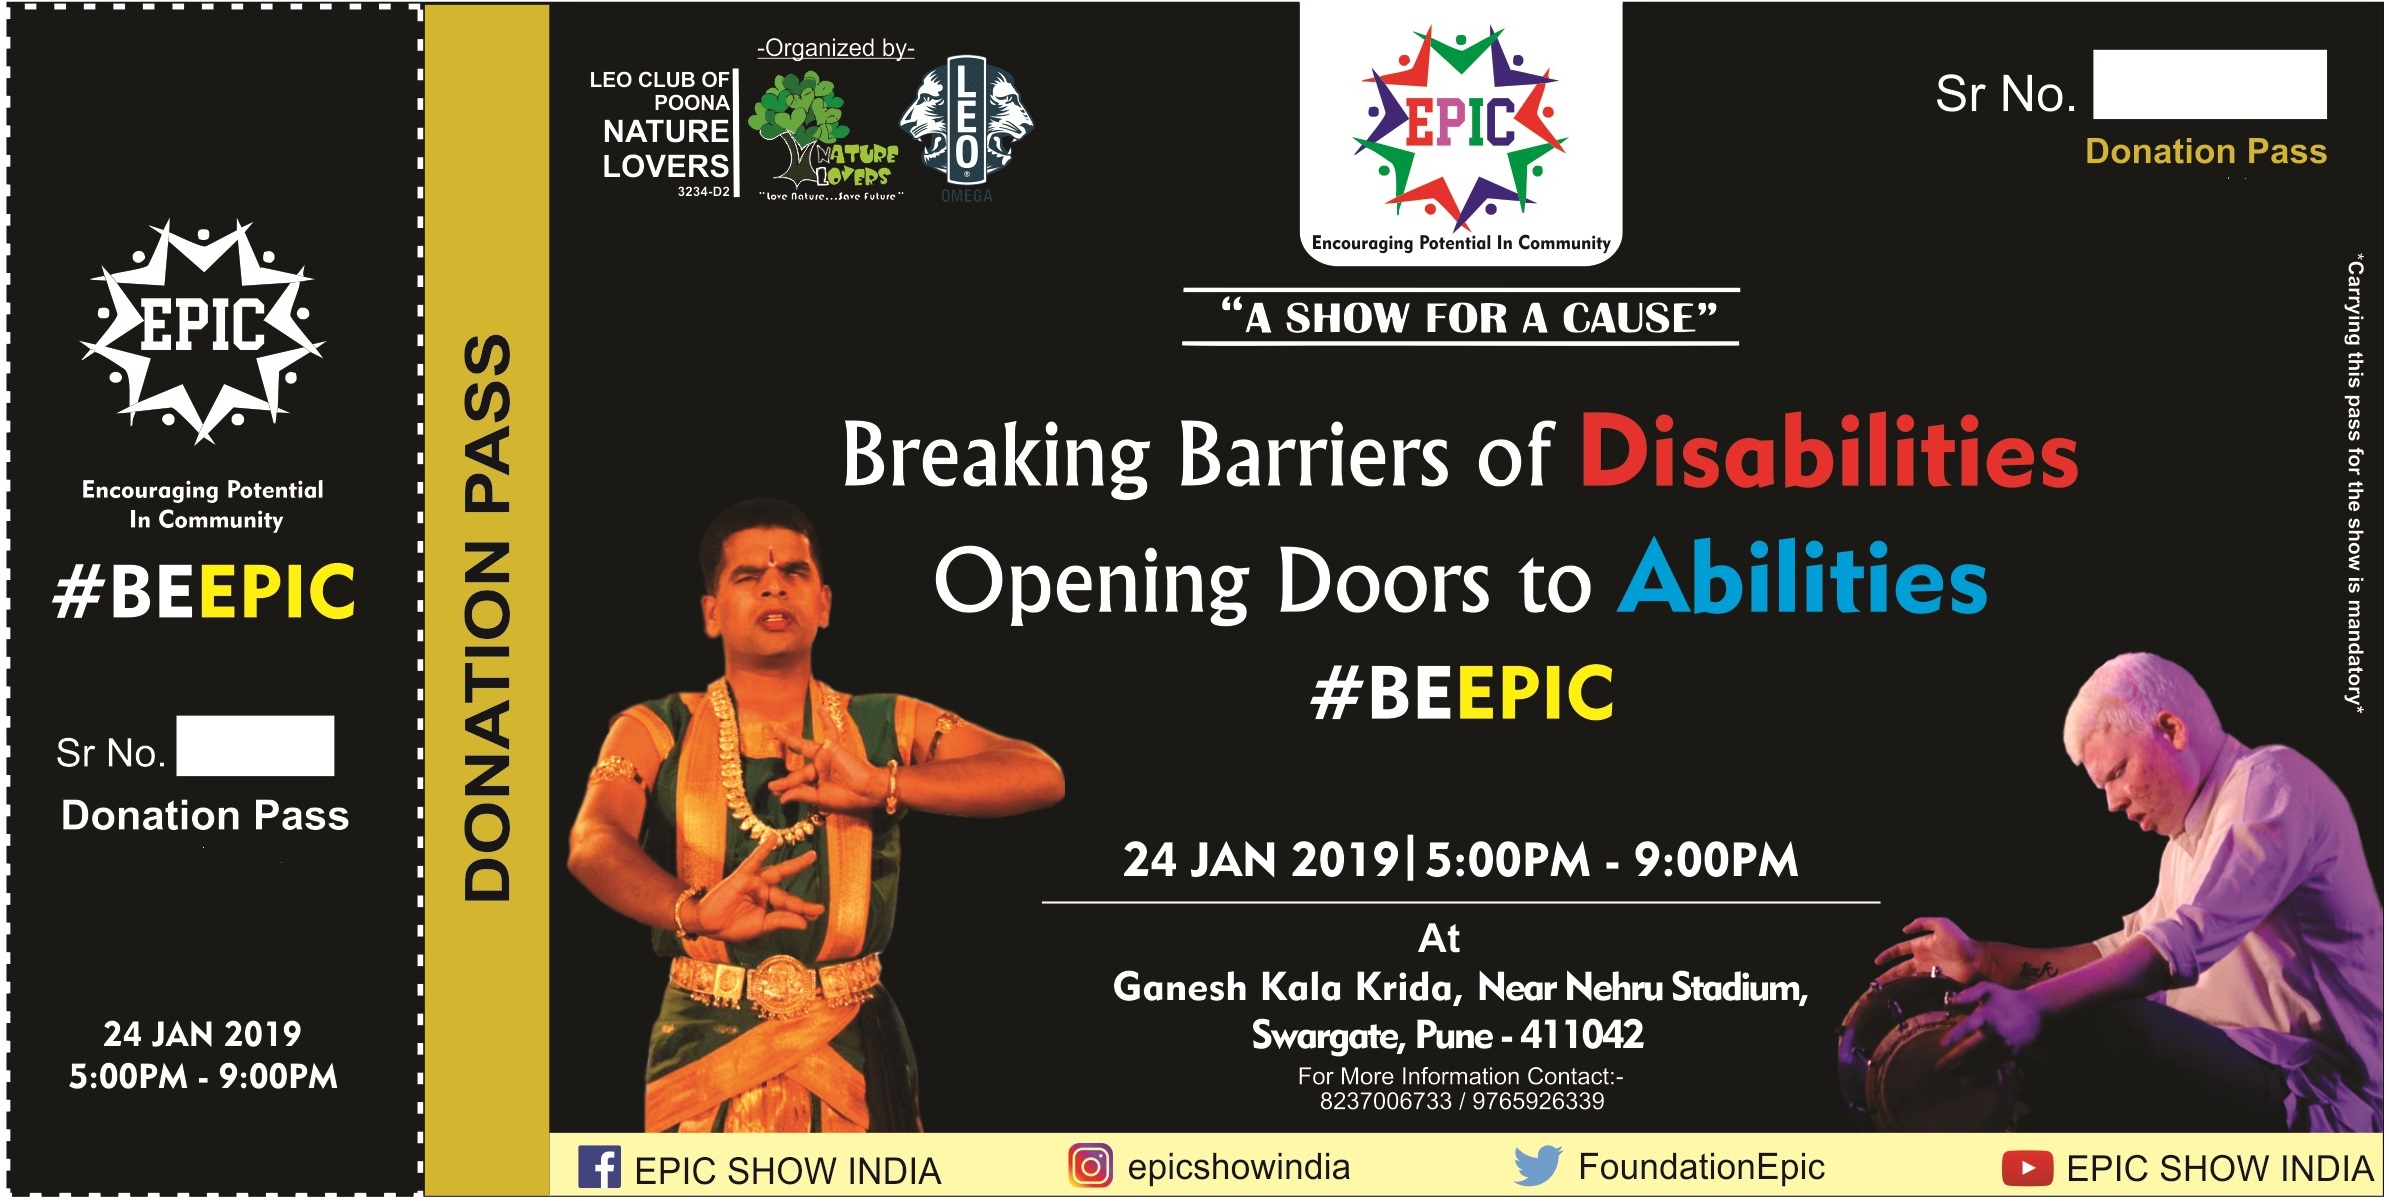 EPIC
Encouraging Potential
In Community
#BEEPIC
Sr No.
Donation Pass
24 JAN 2019
5:00PM - 9:00PM
DONATION PASS
-Organized by-
LEO CLUB OF
POONA
NATURE
LOVERS
3234-D2
NATURE
LOVERS
"Love Nature...Save Future"
LEO
®
OMEGA
EPIC
Encouraging Potential In Community
Sr No.
Donation Pass
"A SHOW FOR A CAUSE"
Breaking Barriers of Disabilities
Opening Doors to Abilities
#BEEPIC
24 JAN 2019|5:00PM - 9:00PM
At
Ganesh Kala Krida, Near Nehru Stadium,
Swargate, Pune - 411042
For More Information Contact:-
8237006733 / 9765926339
*Carrying this pass for the show is mandatory*
EPIC SHOW INDIA
epicshowindia
FoundationEpic
EPIC SHOW INDIA